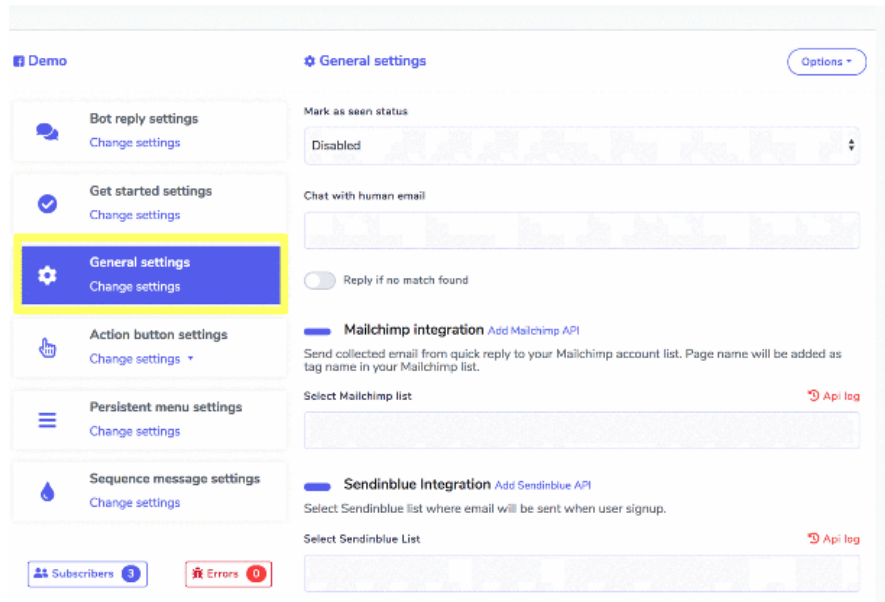 Demo
Bot reply settings
Change settings
Get started settings
Change settings
General settings
Change settings
Action button settings
Change settings
Persistent menu settings
Change settings
Sequence message settings
Change settings
Subscribers 3
Errors 0
General settings
Options
Mark as seen status
Disabled
Chat with human email
Reply if no match found
Mailchimp integration Add Mailchimp API
Send collected email from quick reply to your Mailchimp account list. Page name will be added as
tag name in your Mailchimp list.
Select Mailchimp list
Api log
Sendinblue Integration Add Sendinblue API
Select Sendinblue list where email will be sent when user signup.
Select Sendinblue List
Api log